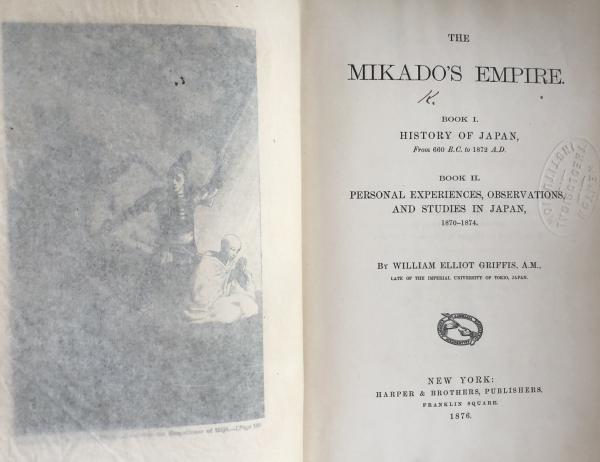 THE
MIKADO'S EMPIRE.
K.
BOOK I.
HISTORY OF JAPAN,
From 660 B.C. to 1872 A.D.
BOOK II.
PERSONAL EXPERIENCES, OBSERVATIONS,
AND STUDIES IN JAPAN,
1870-1874.
By WILLIAM ELLIOT GRIFFIS, A.M.,
LATE OF THE IMPERIAL UNIVERSITY OF TOKIO, JAPAN.
NEW YORK:
HARPER & BROTHERS, PUBLISHERS,
FRANKLIN SQUARE.
1876.